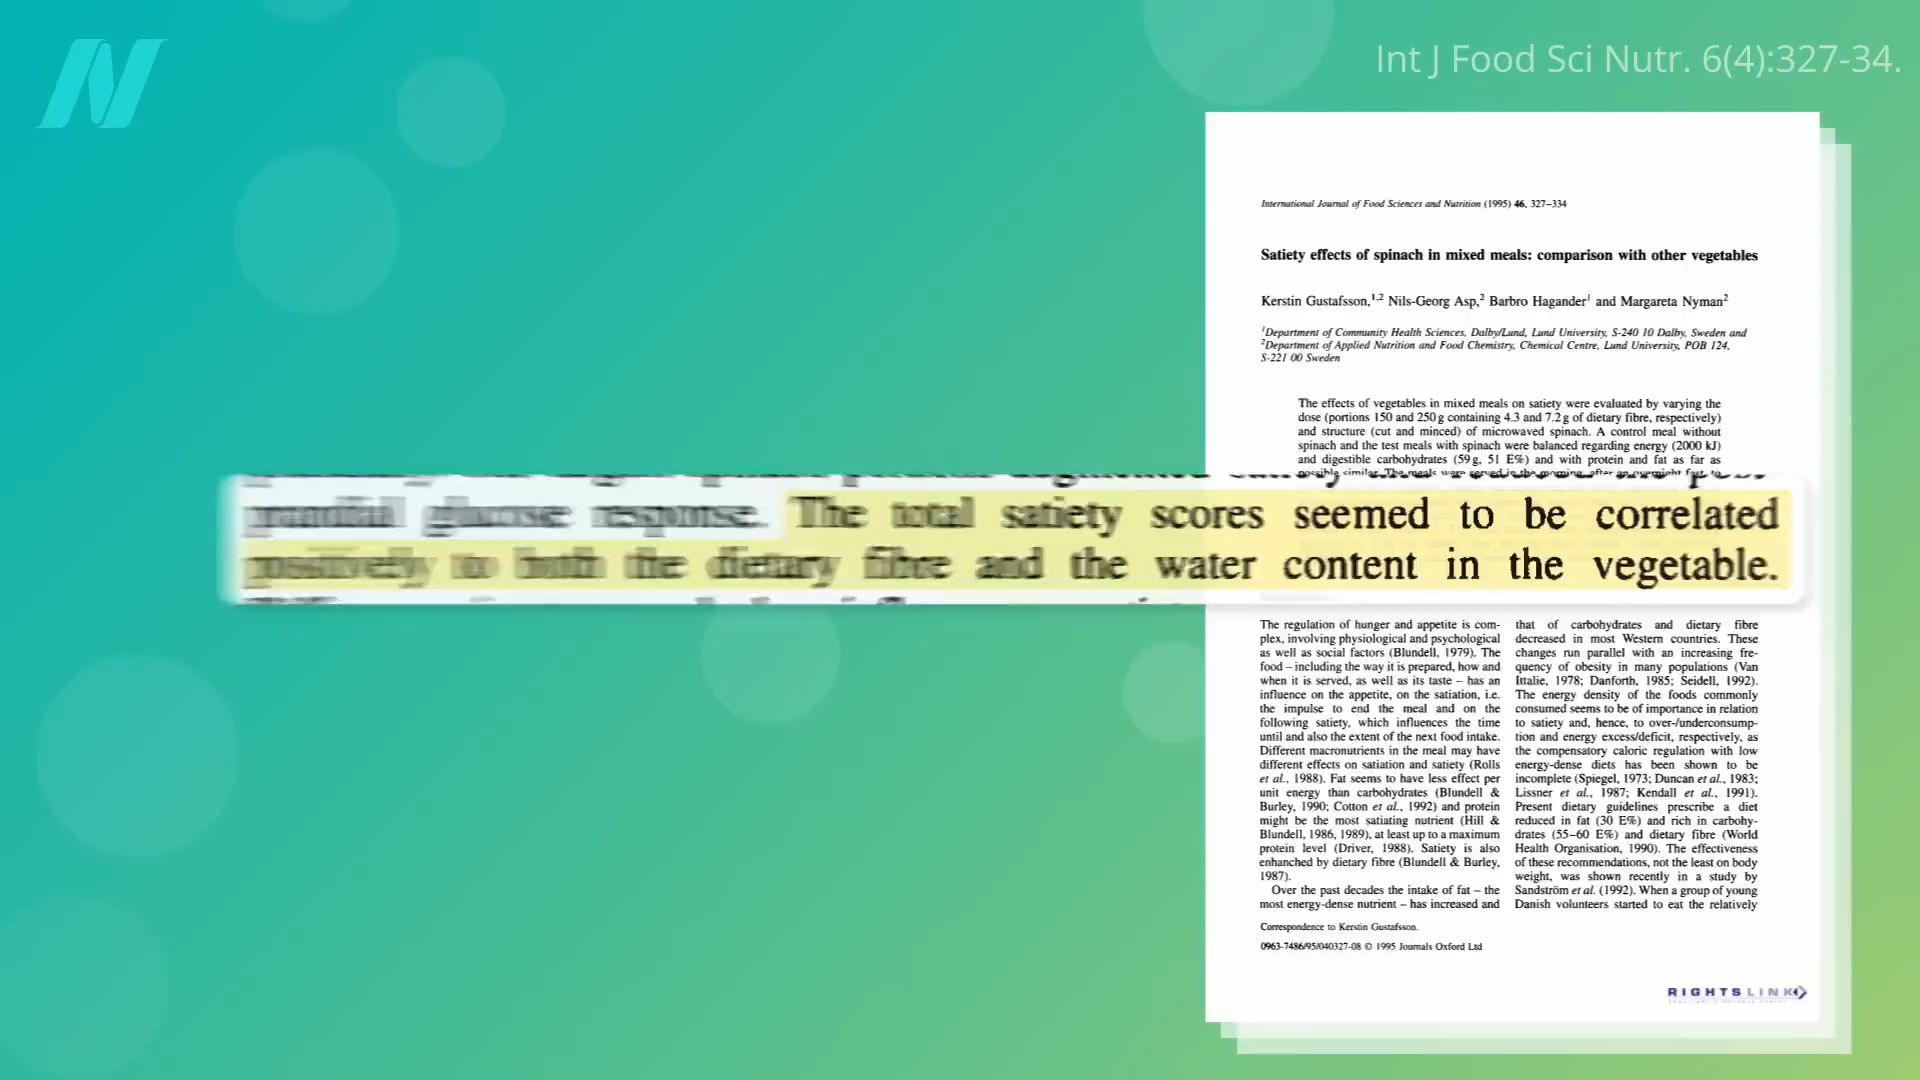 Int J Food Sci Nutr. 6(4):327-34.
International Journal of Food Sciences and Nutrition (1995) 46, 327–334
Satiety effects of spinach in mixed meals: comparison with other vegetables
Kerstin Gustafsson,1,2 Nils-Georg Asp,2 Barbro Hagander1 and Margareta Nyman2
1Department of Community Health Sciences, Dalby/Lund, Lund University, S-240 10 Dalby, Sweden and
2Department of Applied Nutrition and Food Chemistry, Chemical Centre, Lund University, POB 124,
S-221 00 Sweden
The effects of vegetables in mixed meals on satiety were evaluated by varying the
dose (portions 150 and 250 g containing 4.3 and 7.2 g of dietary fibre, respectively)
and structure (cut and minced) of microwaved spinach. A control meal without
spinach and the test meals with spinach were balanced regarding energy (2000 kJ)
and digestible carbohydrates (59 g, 51 E%) and with protein and fat as far as
possible similar. The meals were served in the morning, after an overnight fast, to
prandial glucose response. The total satiety scores seemed to be correlated
positively to both the dietary fibre and the water content in the vegetable.
The regulation of hunger and appetite is com-
plex, involving physiological and psychological
as well as social factors (Blundell, 1979). The
food – including the way it is prepared, how and
when it is served, as well as its taste – has an
influence on the appetite, on the satiation, i.e.
the impulse to end the meal and on the
following satiety, which influences the time
until and also the extent of the next food intake.
Different macronutrients in the meal may have
different effects on satiation and satiety (Rolls
et al., 1988). Fat seems to have less effect per
unit energy than carbohydrates (Blundell &
Burley, 1990; Cotton et al., 1992) and protein
might be the most satiating nutrient (Hill &
Blundell, 1986, 1989), at least up to a maximum
protein level (Driver, 1988). Satiety is also
enhanched by dietary fibre (Blundell & Burley,
1987).
Over the past decades the intake of fat – the
most energy-dense nutrient – has increased and
that of carbohydrates and dietary fibre
decreased in most Western countries. These
changes run parallel with an increasing fre-
quency of obesity in many populations (Van
Ittalie, 1978; Danforth, 1985; Seidell, 1992).
The energy density of the foods commonly
consumed seems to be of importance in relation
to satiety and, hence, to over-/underconsump-
tion and energy excess/deficit, respectively, as
the compensatory caloric regulation with low
energy-dense diets has been shown to be
incomplete (Spiegel, 1973; Duncan et al., 1983;
Lissner et al., 1987; Kendall et al., 1991).
Present dietary guidelines prescribe a diet
reduced in fat (30 E%) and rich in carbohy-
drates (55–60 E%) and dietary fibre (World
Health Organisation, 1990). The effectiveness
of these recommendations, not the least on body
weight, was shown recently in a study by
Sandström et al. (1992). When a group of young
Danish volunteers started to eat the relatively
Correspondence to Kerstin Gustafsson.
0963-7486/95/040327-08 © 1995 Journals Oxford Ltd
RIGHTSLINK